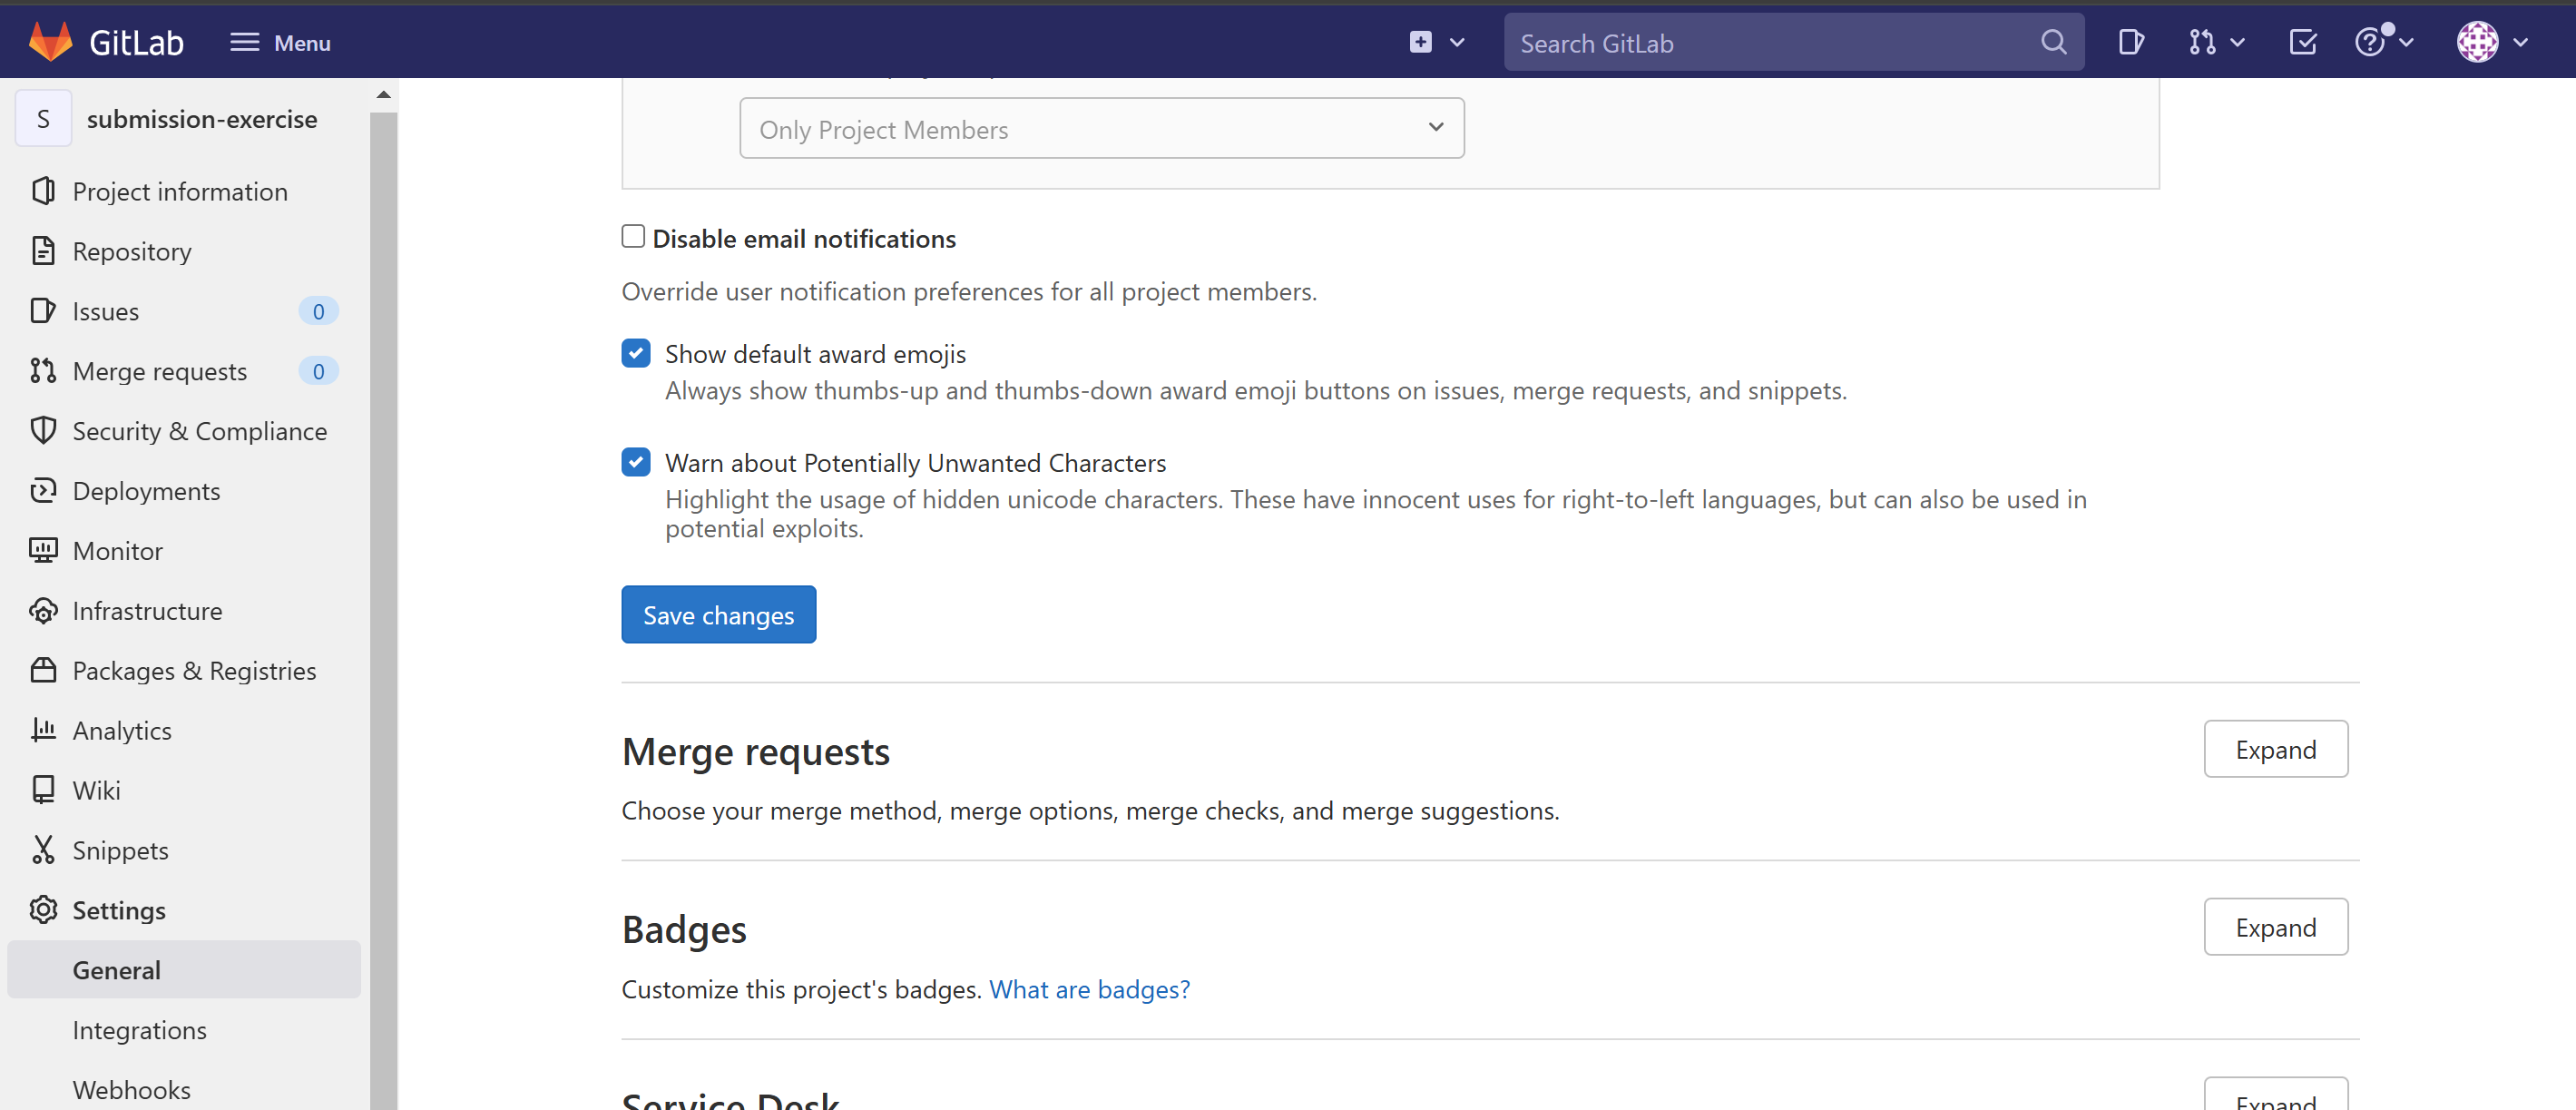 GitLab
Menu
Search GitLab
S
submission-exercise
Project information
Repository
Issues
0
Merge requests
0
Security & Compliance
Deployments
Monitor
Infrastructure
Packages & Registries
Analytics
Wiki
Snippets
Settings
General
Integrations
Webhooks
Only Project Members
Disable email notifications
Override user notification preferences for all project members.
Show default award emojis
Always show thumbs-up and thumbs-down award emoji buttons on issues, merge requests, and snippets.
Warn about Potentially Unwanted Characters
Highlight the usage of hidden unicode characters. These have innocent uses for right-to-left languages, but can also be used in
potential exploits.
Save changes
Merge requests
Expand
Choose your merge method, merge options, merge checks, and merge suggestions.
Badges
Expand
Customize this project's badges. What are badges?
Service Desk
Expand